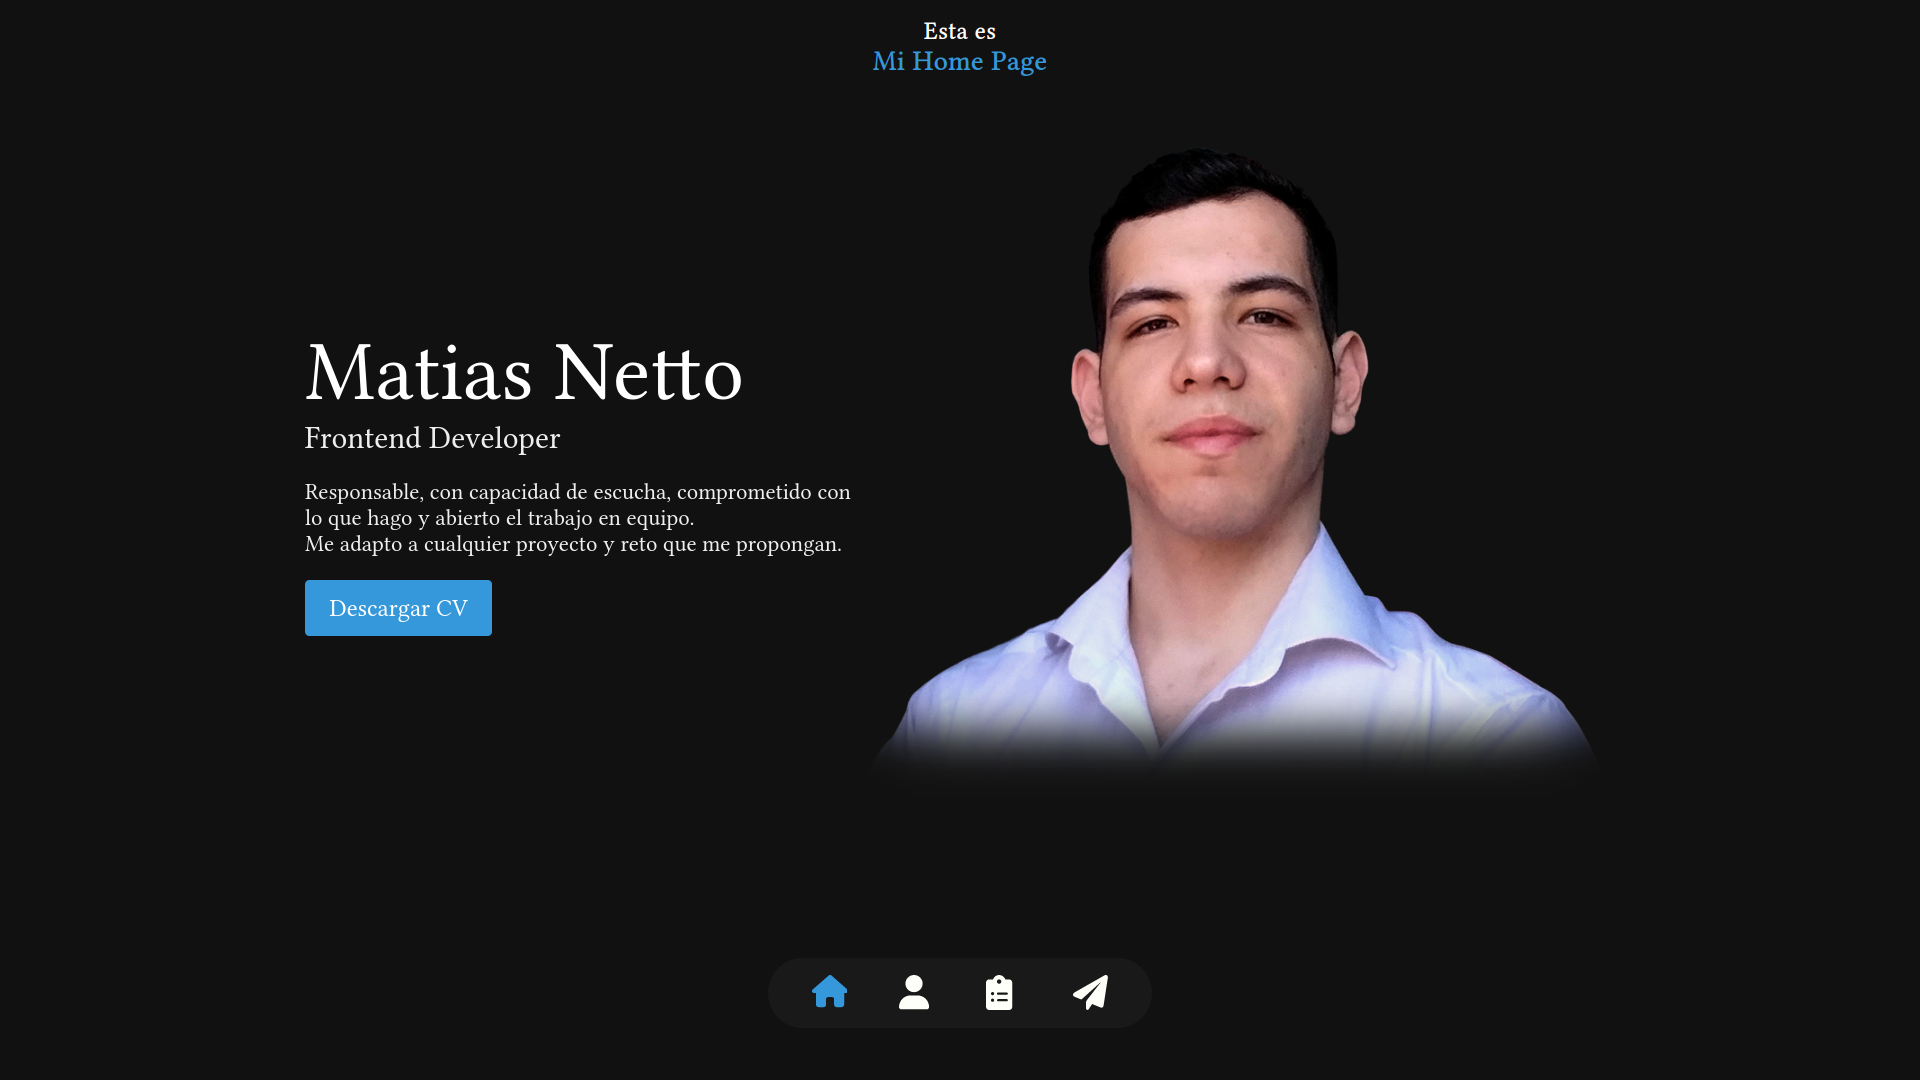 Esta es
Mi Home Page
Matias Netto
Frontend Developer
Responsable, con capacidad de escucha, comprometido con
lo que hago y abierto el trabajo en equipo.
Me adapto a cualquier proyecto y reto que me propongan.
Descargar CV